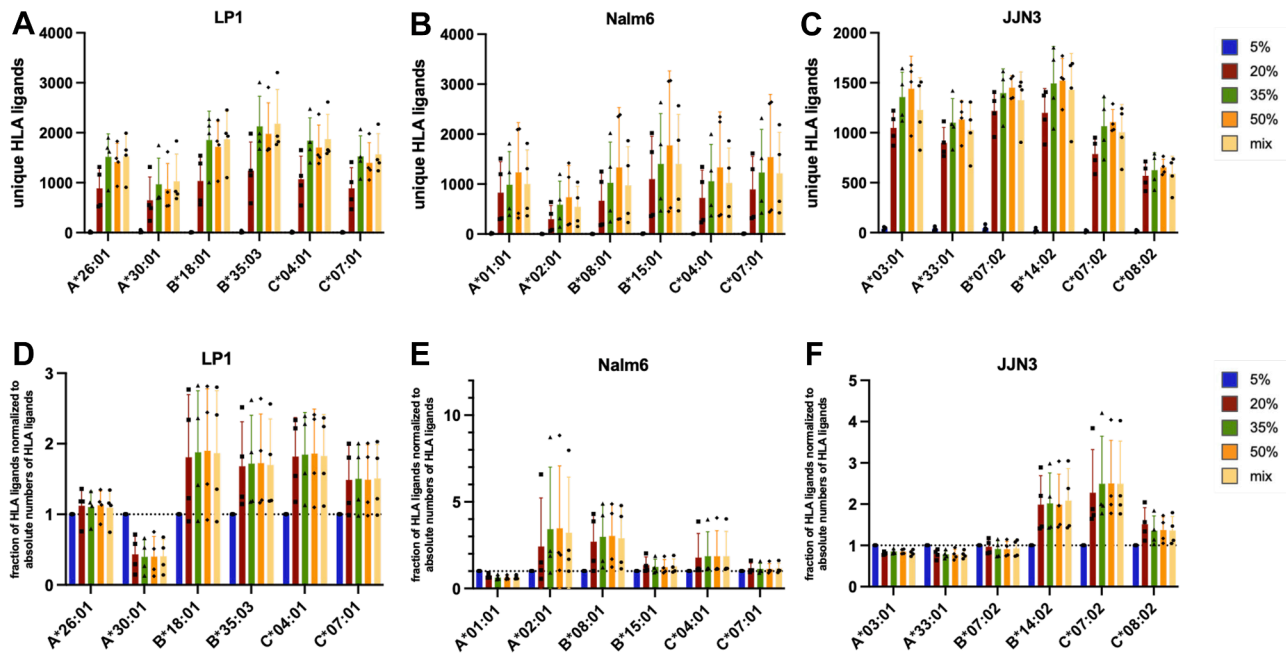 A
LP1
unique HLA ligands
4000
3000
2000
1000
0
A*26:01
A*30:01
B*18:01
B*35:03
C*04:01
C*07:01
B
Nalm6
unique HLA ligands
4000
3000
2000
1000
0
A*01:01
A*02:01
B*08:01
B*15:01
C*04:01
C*07:01
C
JJN3
unique HLA ligands
2000
1500
1000
500
0
A*03:01
A*33:01
B*07:02
B*14:02
C*07:02
C*08:02
5%
20%
35%
50%
mix
D
LP1
fraction of HLA ligands normalized to
absolute numbers of HLA ligands
3
2
1
0
A*26:01
A*30:01
B*18:01
B*35:03
C*04:01
C*07:01
E
Nalm6
fraction of HLA ligands normalized to
absolute numbers of HLA ligands
10
5
0
A*01:01
A*02:01
B*08:01
B*15:01
C*04:01
C*07:01
F
JJN3
fraction of HLA ligands normalized to
absolute numbers of HLA ligands
5
4
3
2
1
0
A*03:01
A*33:01
B*07:02
B*14:02
C*07:02
C*08:02
5%
20%
35%
50%
mix